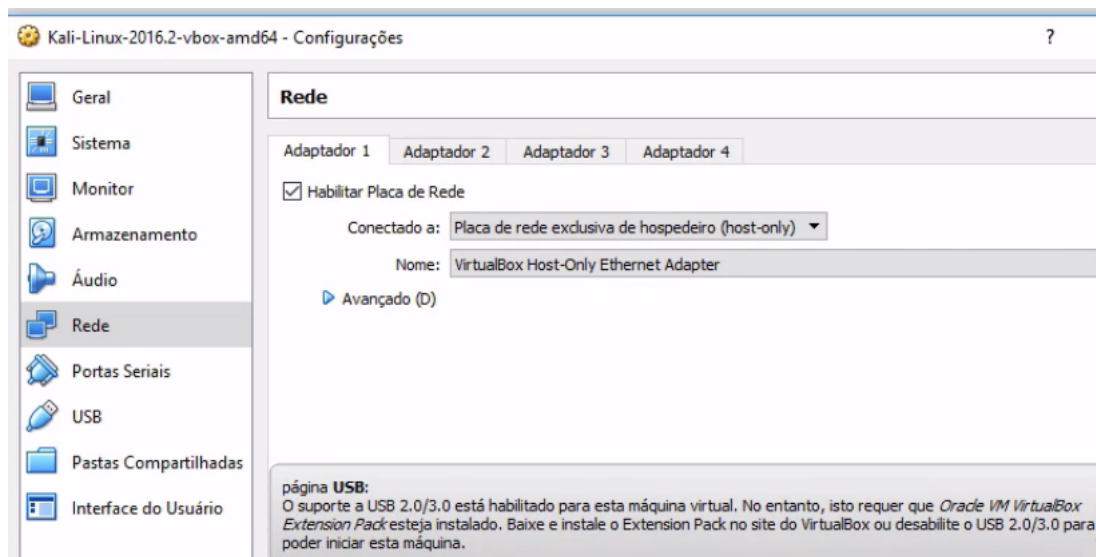 Kali-Linux-2016.2-vbox-amd64 - Configurações
?
Geral
Sistema
Monitor
Armazenamento
Áudio
Rede
Portas Seriais
USB
Pastas Compartilhadas
Interface do Usuário
Rede
Adaptador 1 Adaptador 2 Adaptador 3 Adaptador 4
Habilitar Placa de Rede
Conectado a: Placa de rede exclusiva de hospedeiro (host-only)
Nome: VirtualBox Host-Only Ethernet Adapter
Avançado (D)
página USB:
O suporte a USB 2.0/3.0 está habilitado para esta máquina virtual. No entanto, isto requer que Oracle VM VirtualBox
Extension Pack esteja instalado. Baixe e instale o Extension Pack no site do VirtualBox ou desabilite o USB 2.0/3.0 para
poder iniciar esta máquina.